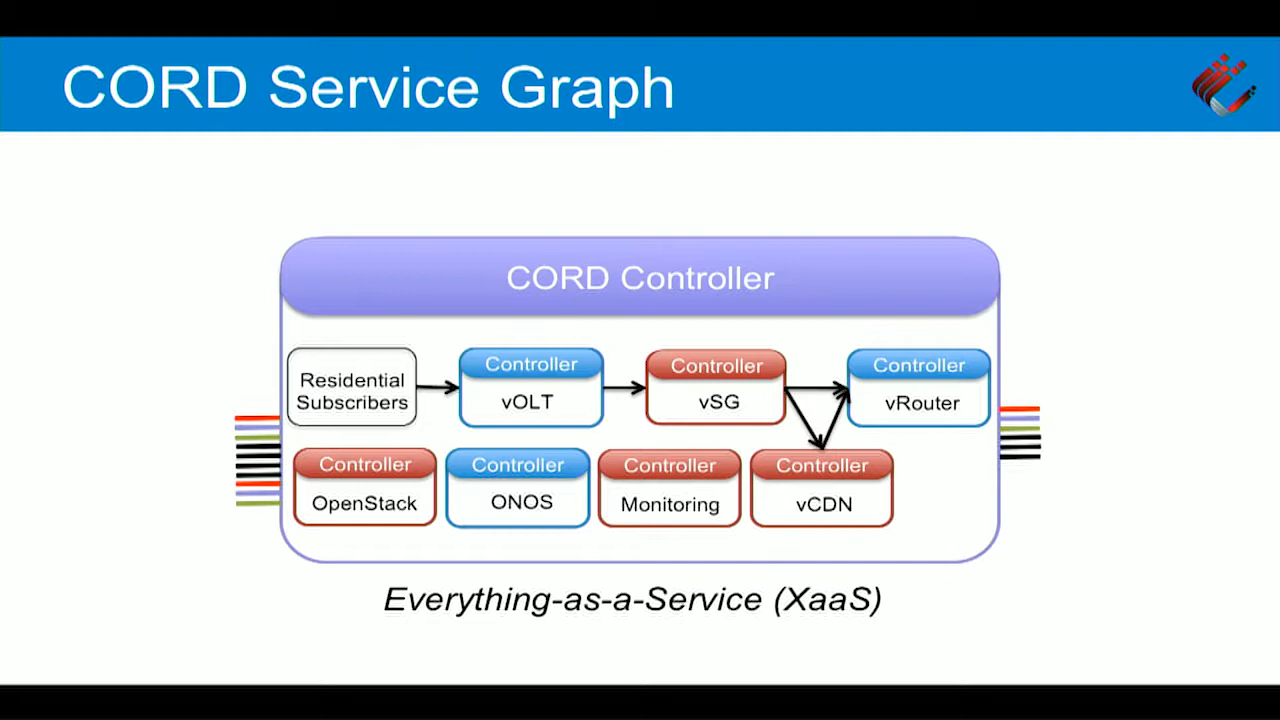 CORD Service Graph
CORD Controller
Residential
Subscribers
Controller
vOLT
Controller
vSG
Controller
vRouter
Controller
OpenStack
Controller
ONOS
Controller
Monitoring
Controller
vCDN
Everything-as-a-Service (XaaS)